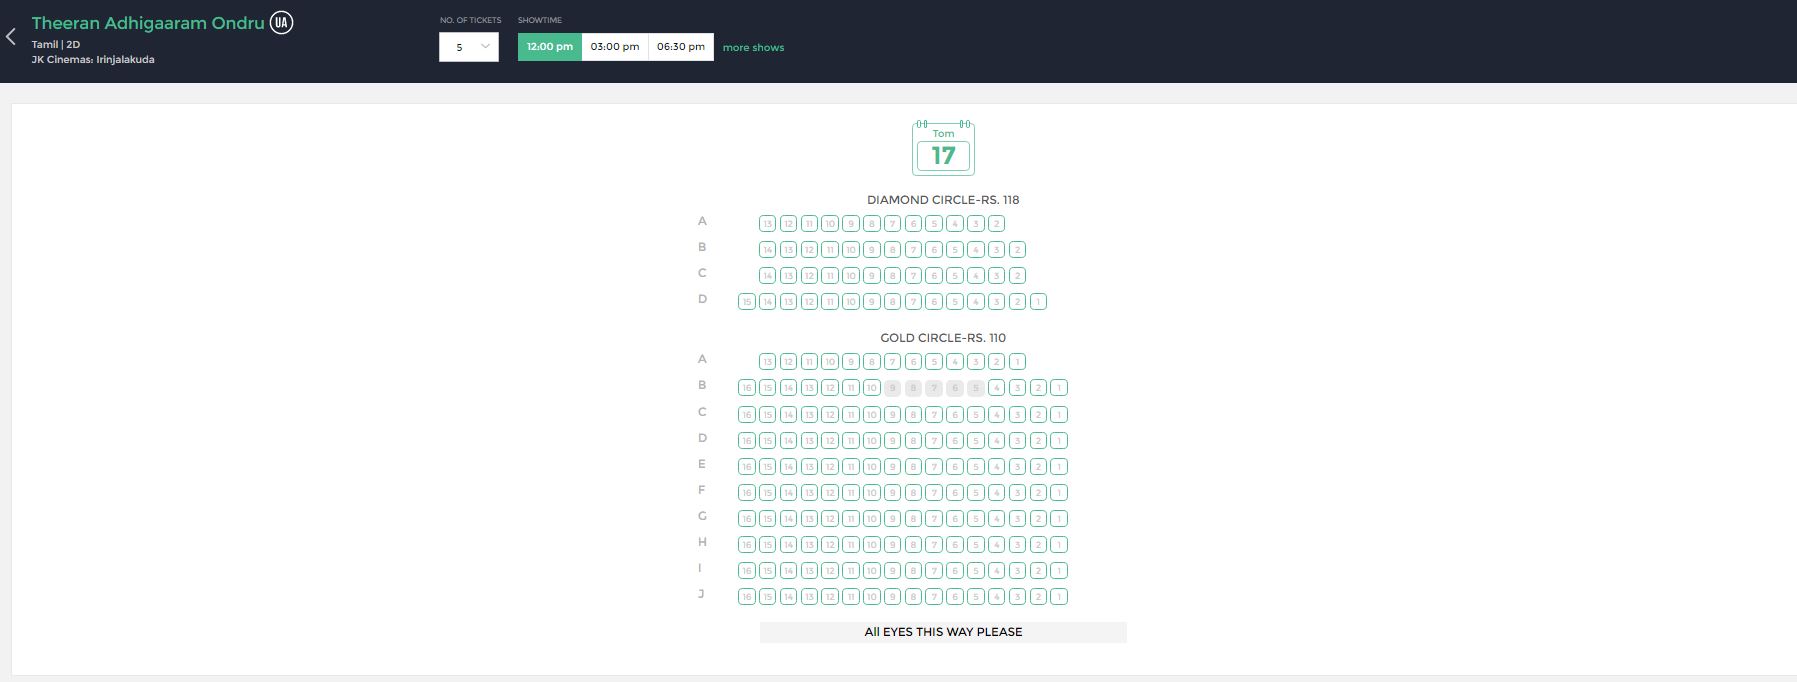 Theeran Adhigaaram Ondru UA
Tamil | 2D
JK Cinemas: Irinjalakuda
NO. OF TICKETS
5
SHOWTIME
12:00 pm 03:00 pm 06:30 pm more shows
Tom
17
DIAMOND CIRCLE-RS. 118
A 13 12 11 10 9 8 7 6 5 4 3 2
B 14 13 12 11 10 9 8 7 6 5 4 3 2
C 14 13 12 11 10 9 8 7 6 5 4 3 2
D 15 14 13 12 11 10 9 8 7 6 5 4 3 2 1
GOLD CIRCLE-RS. 110
A 13 12 11 10 9 8 7 6 5 4 3 2 1
B 16 15 14 13 12 11 10 9 8 7 6 5 4 3 2 1
C 16 15 14 13 12 11 10 9 8 7 6 5 4 3 2 1
D 16 15 14 13 12 11 10 9 8 7 6 5 4 3 2 1
E 16 15 14 13 12 11 10 9 8 7 6 5 4 3 2 1
F 16 15 14 13 12 11 10 9 8 7 6 5 4 3 2 1
G 16 15 14 13 12 11 10 9 8 7 6 5 4 3 2 1
H 16 15 14 13 12 11 10 9 8 7 6 5 4 3 2 1
I 16 15 14 13 12 11 10 9 8 7 6 5 4 3 2 1
J 16 15 14 13 12 11 10 9 8 7 6 5 4 3 2 1
All EYES THIS WAY PLEASE